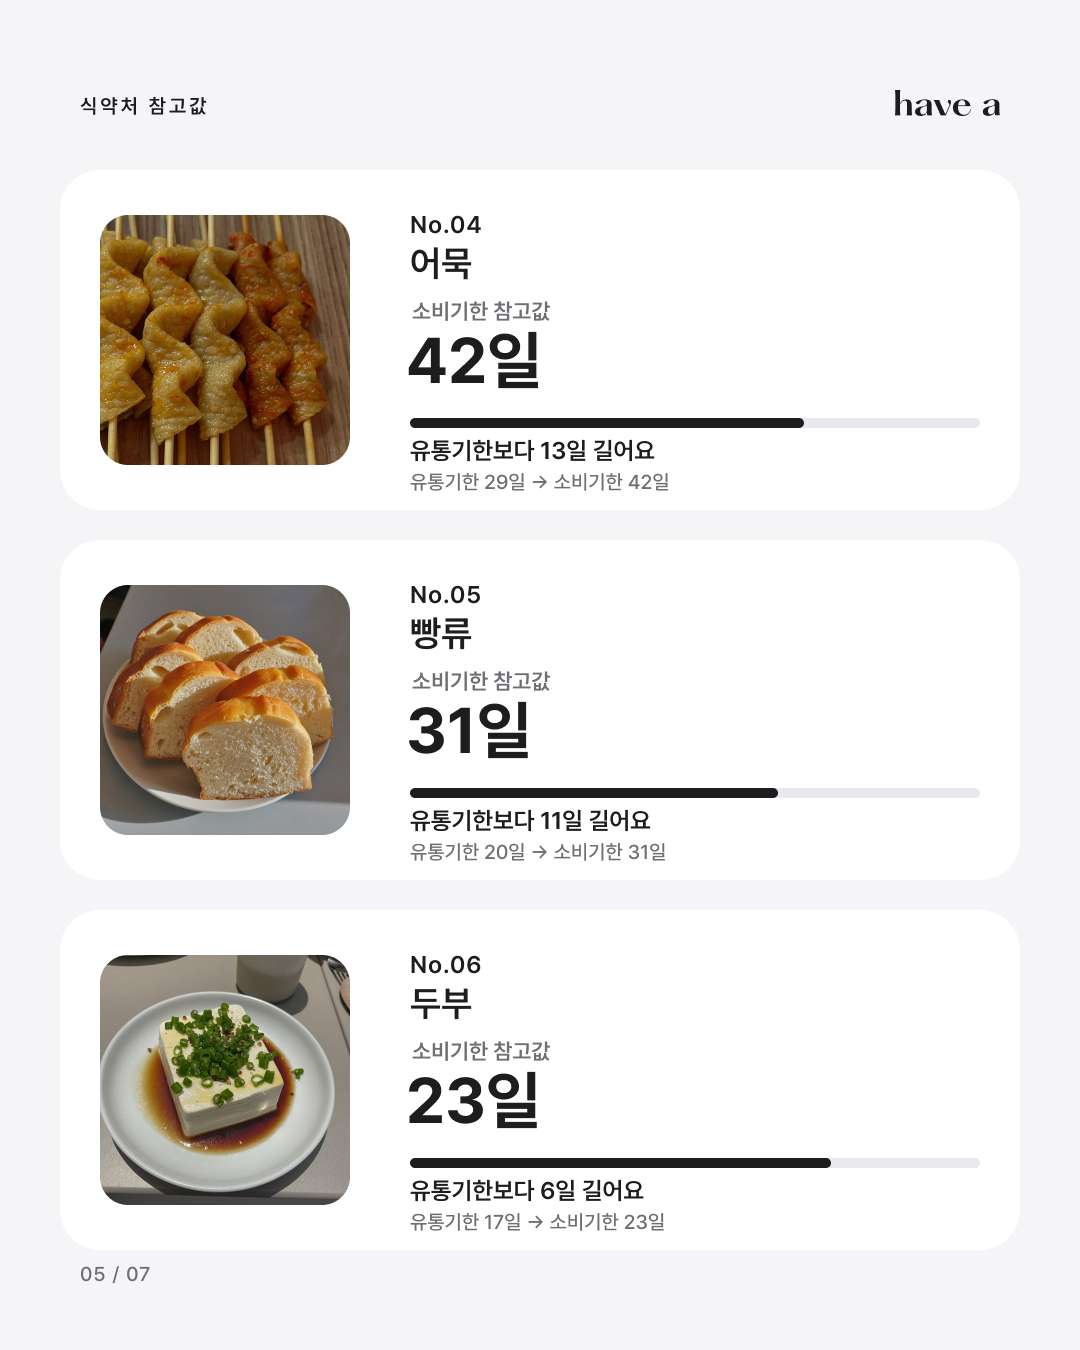 식약처 참고값
have a
No.04
어묵
소비기한 참고값
42일
유통기한보다 13일 길어요
유통기한 29일 → 소비기한 42일
No.05
빵류
소비기한 참고값
31일
유통기한보다 11일 길어요
유통기한 20일 → 소비기한 31일
No.06
두부
소비기한 참고값
23일
유통기한보다 6일 길어요
유통기한 17일 → 소비기한 23일
05 / 07